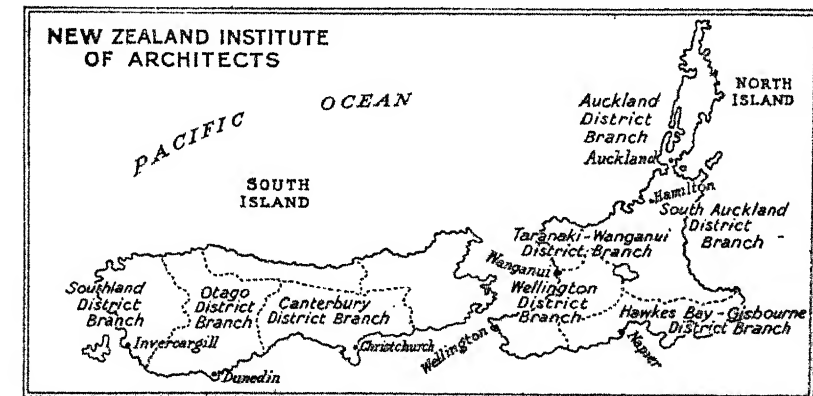 NEW ZEALAND INSTITUTE
OF ARCHITECTS
PACIFIC OCEAN
NORTH
ISLAND
Auckland
District
Branch
Auckland
SOUTH
ISLAND
Hamilton
South Auckland
District
Branch
Taranaki-Wanganui
District Branch
Wanganui
Wellington
District
Branch
Southland
District
Branch
Otago
District
Branch
Canterbury
District Branch
Hawkes Bay-Gisbourne
District Branch
Invercargill
Christchurch
Wellington
Napier
Dunedin